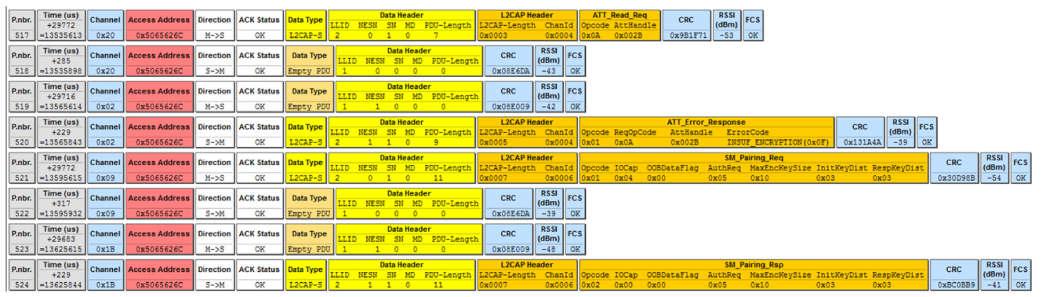 P.nbr. Time (us) Channel Access Address Direction ACK Status Data Type Data Header L2CAP Header ATT_Read_Req CRC RSSI (dBm) FCS
+29772 LLID NESN SN MD PDU-Length L2CAP-Length ChanId Opcode AttHandle
517 =13535613 0x20 0x5065626C M->S OK L2CAP-S 2 0 1 0 7 0x0003 0x0004 0x0A 0x002B 0x9B1F71 -53 OK
P.nbr. Time (us) Channel Access Address Direction ACK Status Data Type Data Header CRC RSSI (dBm) FCS
+285 LLID NESN SN MD PDU-Length
518 =13535898 0x20 0x5065626C S->M OK Empty PDU 1 0 0 0 0 0x08E6DA -43 OK
P.nbr. Time (us) Channel Access Address Direction ACK Status Data Type Data Header CRC RSSI (dBm) FCS
+29716 LLID NESN SN MD PDU-Length
519 =13565614 0x02 0x5065626C M->S OK Empty PDU 1 1 0 0 0 0x08E009 -42 OK
P.nbr. Time (us) Channel Access Address Direction ACK Status Data Type Data Header L2CAP Header ATT_Error_Response CRC RSSI (dBm) FCS
+229 LLID NESN SN MD PDU-Length L2CAP-Length ChanId Opcode ReqOpCode AttHandle ErrorCode
520 =13565843 0x02 0x5065626C S->M OK L2CAP-S 2 1 1 0 9 0x0005 0x0004 0x01 0x0A 0x002B INSUF_ENCRYPTION(0x0F) 0x131A4A -39 OK
P.nbr. Time (us) Channel Access Address Direction ACK Status Data Type Data Header L2CAP Header SM_Pairing_Req CRC RSSI (dBm) FCS
+29772 LLID NESN SN MD PDU-Length L2CAP-Length ChanId Opcode IOCap OOBDataFlag AuthReq MaxEncKeySize InitKeyDist RespKeyDist
521 =13595615 0x09 0x5065626C M->S OK L2CAP-S 2 0 1 0 11 0x0007 0x0006 0x01 0x04 0x00 0x05 0x10 0x03 0x03 0x30D98B -54 OK
P.nbr. Time (us) Channel Access Address Direction ACK Status Data Type Data Header CRC RSSI (dBm) FCS
+317 LLID NESN SN MD PDU-Length
522 =13595932 0x09 0x5065626C S->M OK Empty PDU 1 0 0 0 0 0x08E6DA -39 OK
P.nbr. Time (us) Channel Access Address Direction ACK Status Data Type Data Header CRC RSSI (dBm) FCS
+29683 LLID NESN SN MD PDU-Length
523 =13625615 0x1B 0x5065626C M->S OK Empty PDU 1 1 0 0 0 0x08E009 -48 OK
P.nbr. Time (us) Channel Access Address Direction ACK Status Data Type Data Header L2CAP Header SM_Pairing_Rsp CRC RSSI (dBm) FCS
+229 LLID NESN SN MD PDU-Length L2CAP-Length ChanId Opcode IOCap OOBDataFlag AuthReq MaxEncKeySize InitKeyDist RespKeyDist
524 =13625844 0x1B 0x5065626C S->M OK L2CAP-S 2 1 1 0 11 0x0007 0x0006 0x02 0x00 0x00 0x05 0x10 0x03 0x03 0xBC0BB9 -41 OK